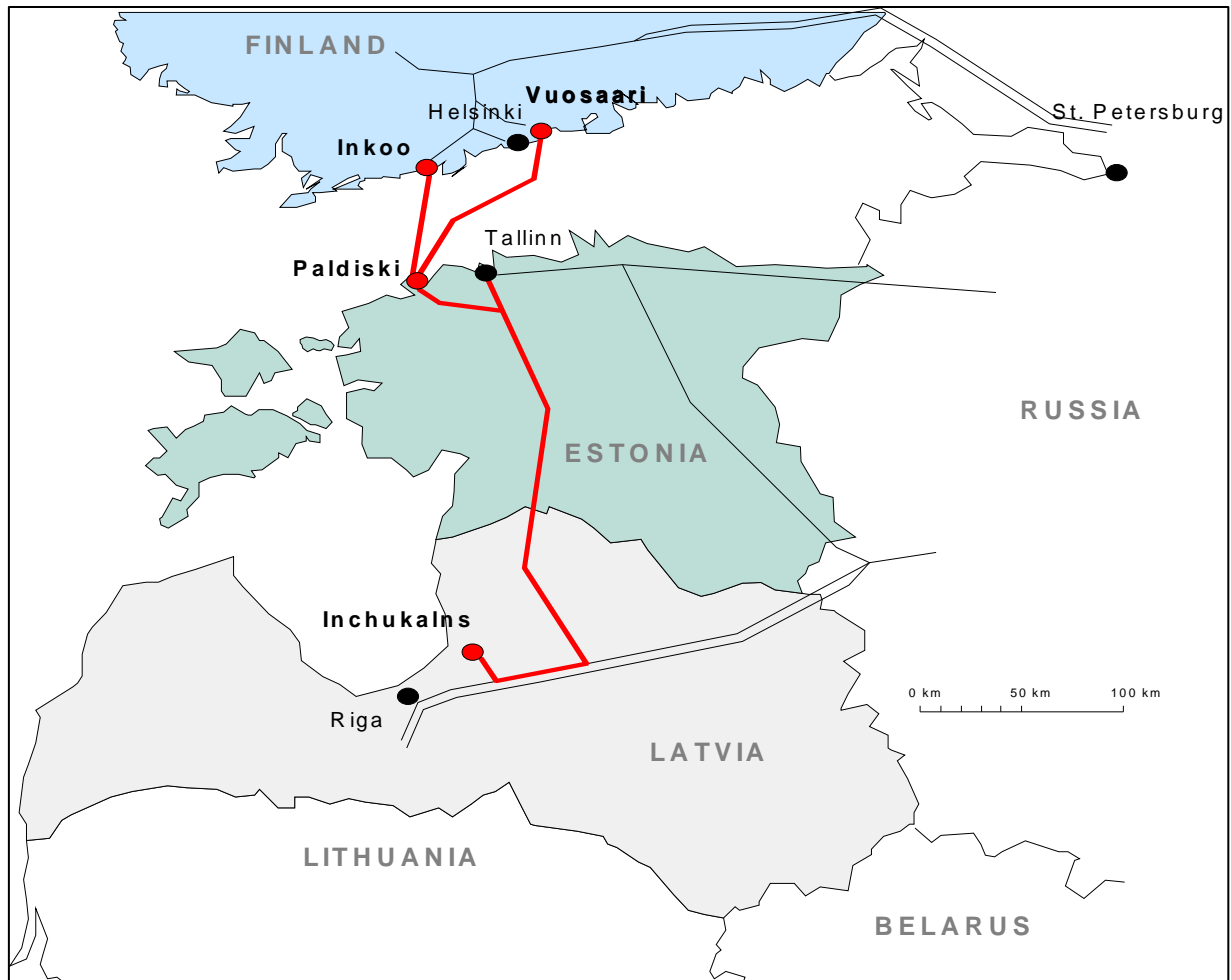 FINLAND
Vuosaari
Helsinki
St. Petersburg
Inkoo
Tallinn
Paldiski
RUSSIA
ESTONIA
Inchukalns
0 km 50 km 100 km
Riga
LATVIA
LITHUANIA
BELARUS